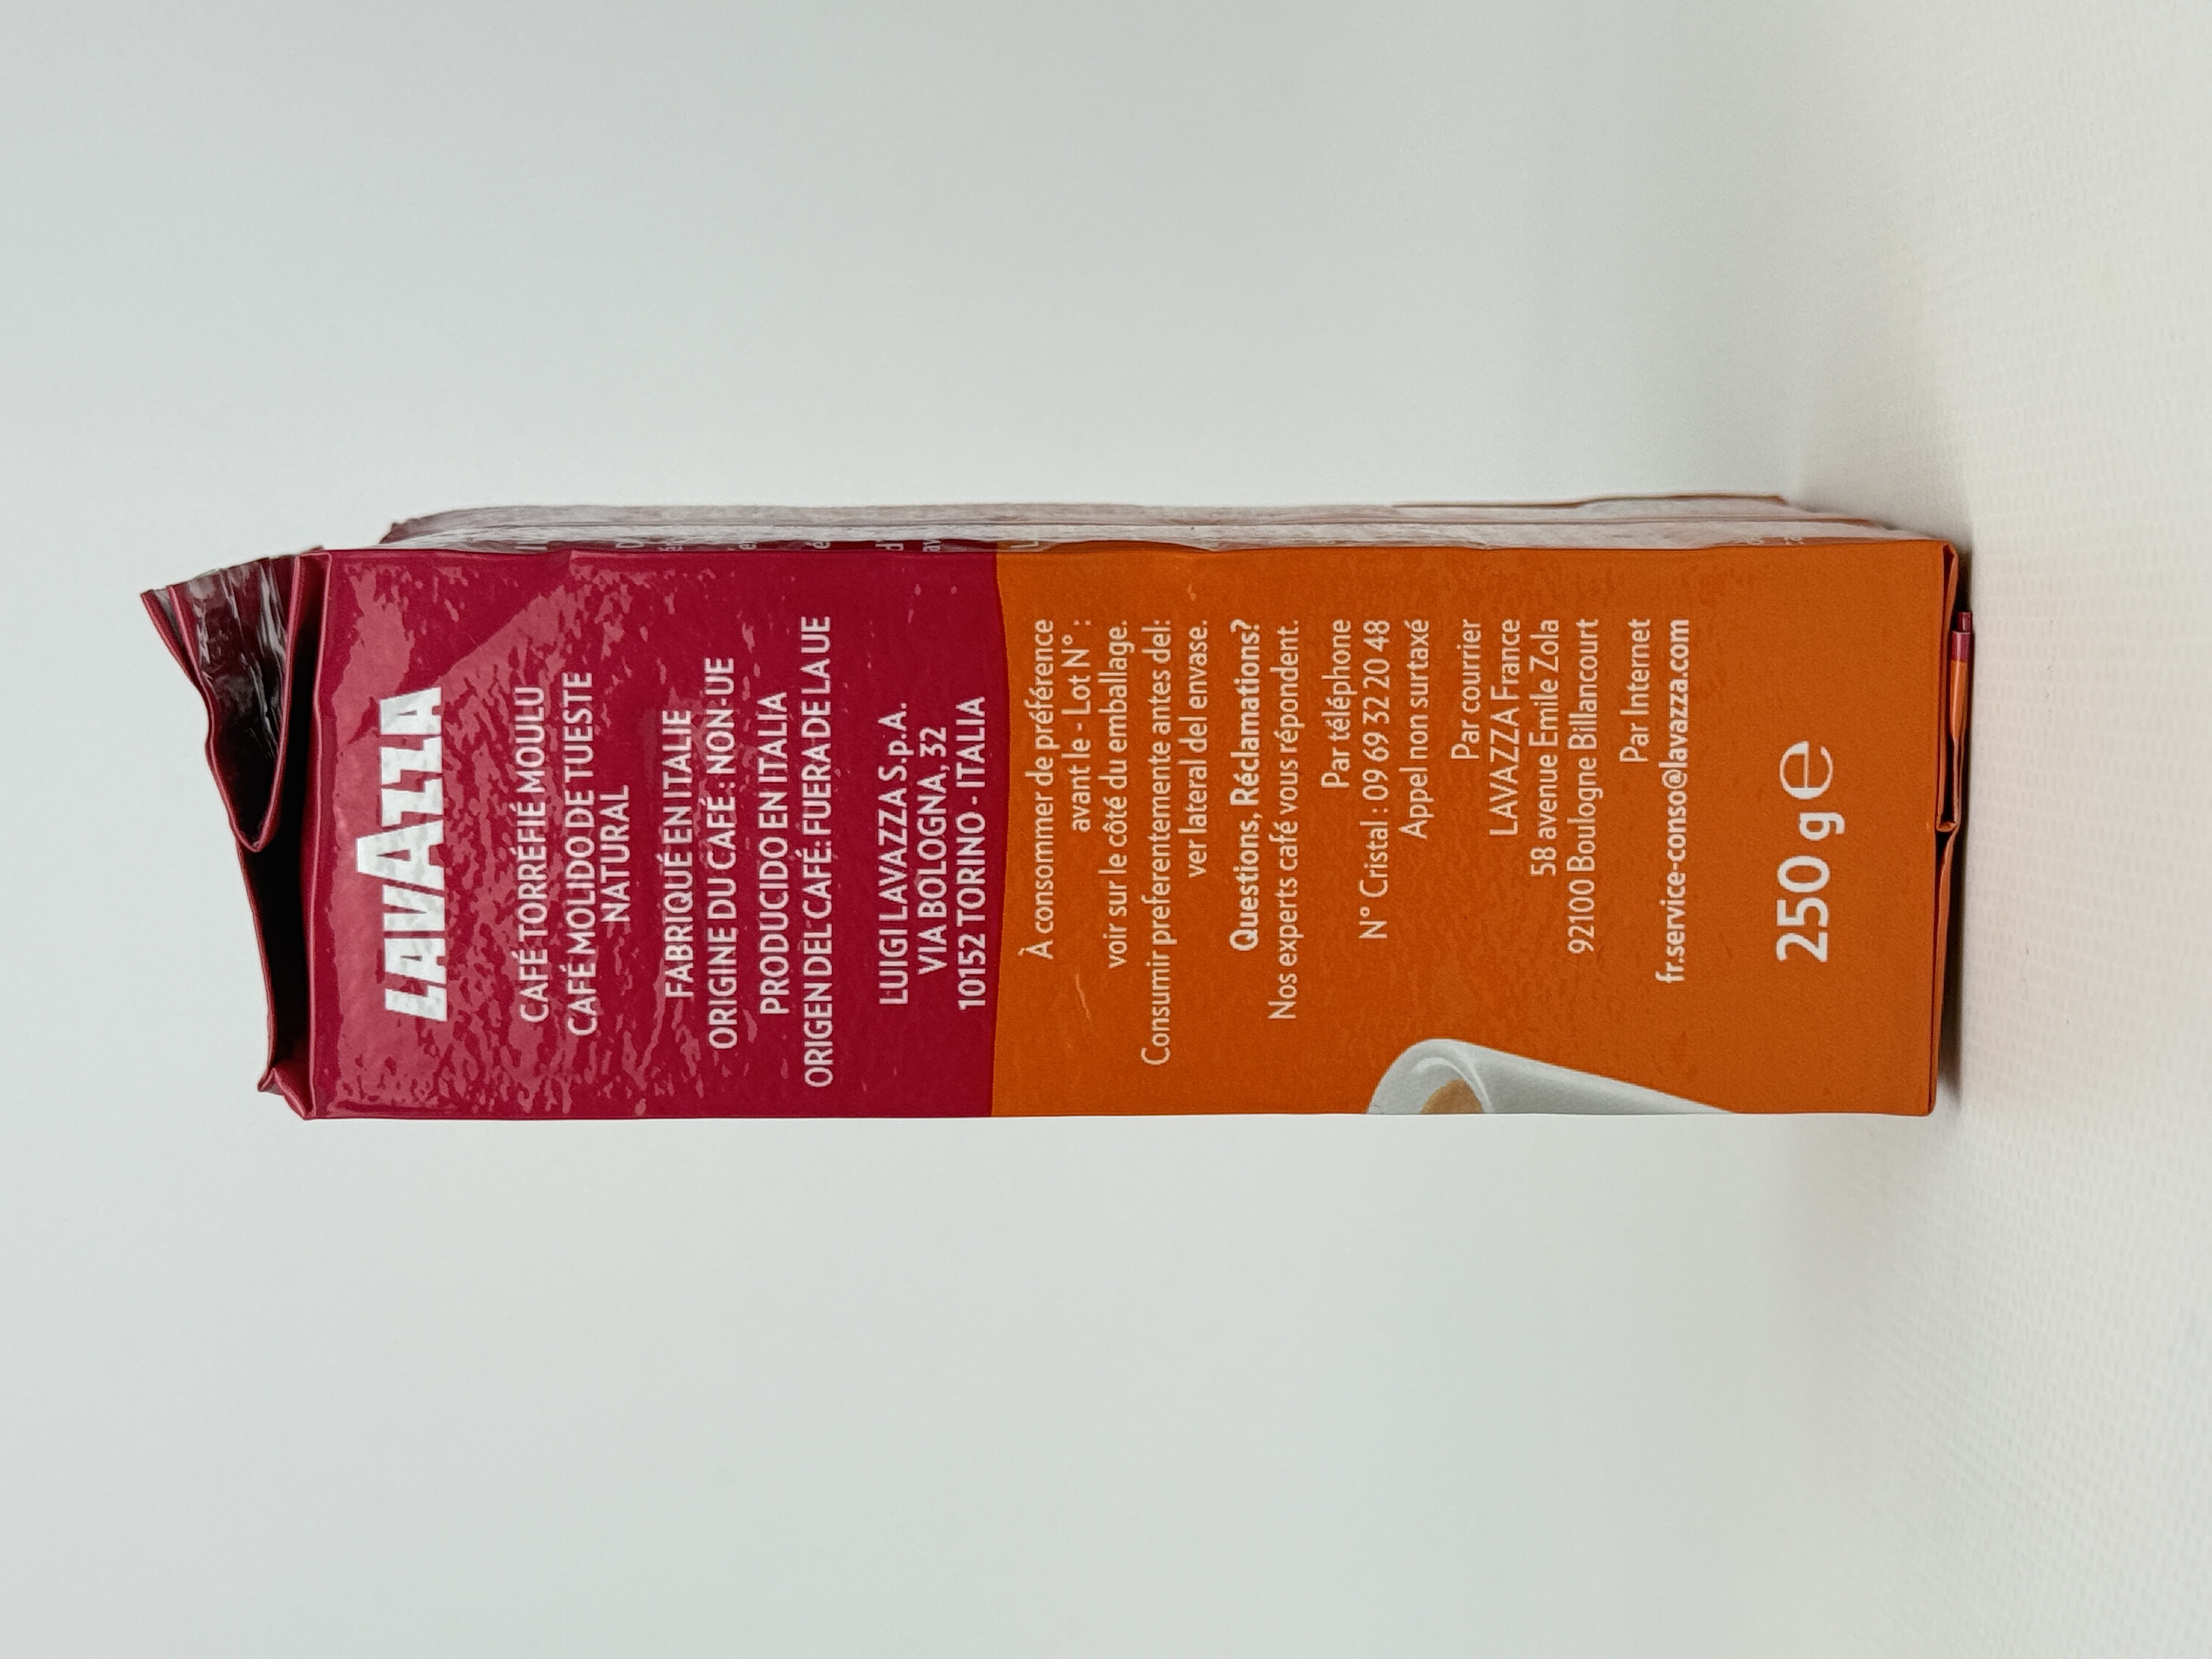 LAVAZZA
CAFÉ TORRÉFIÉ MOULU
CAFÉ MOLIDO DE TUESTE
NATURAL
FABRIQUÉ EN ITALIE
ORIGINE DU CAFÉ : NON-UE
PRODUCIDO EN ITALIA
ORIGEN DEL CAFÉ: FUERA DE LA UE
LUIGI LAVAZZA S.p.A.
VIA BOLOGNA, 32
10152 TORINO - ITALIA
À consommer de préférence
avant le - Lot N° :
voir sur le côté du emballage.
Consumir preferentemente antes del:
ver lateral del envase.
Questions, Réclamations?
Nos experts café vous répondent.
Par téléphone
N° Cristal : 09 69 32 20 48
Appel non surtaxé
Par courrier
LAVAZZA France
58 avenue Emile Zola
92100 Boulogne Billancourt
Par Internet
fr.service-conso@lavazza.com
250 g ℮